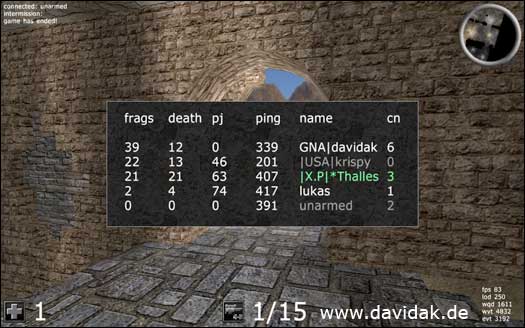 connected: unarmed
intermission:
game has ended!
frags death pj ping name cn
39 12 0 339 GNA|davidak 6
22 13 46 201 |USA|krispy 0
21 21 63 407 |X.P|*Thalles 3
2 4 74 417 lukas 1
0 0 0 391 unarmed 2
fps 83
lod 250
wqd 1611
wvt 4832
evt 3192
1 1/15 www.davidak.de